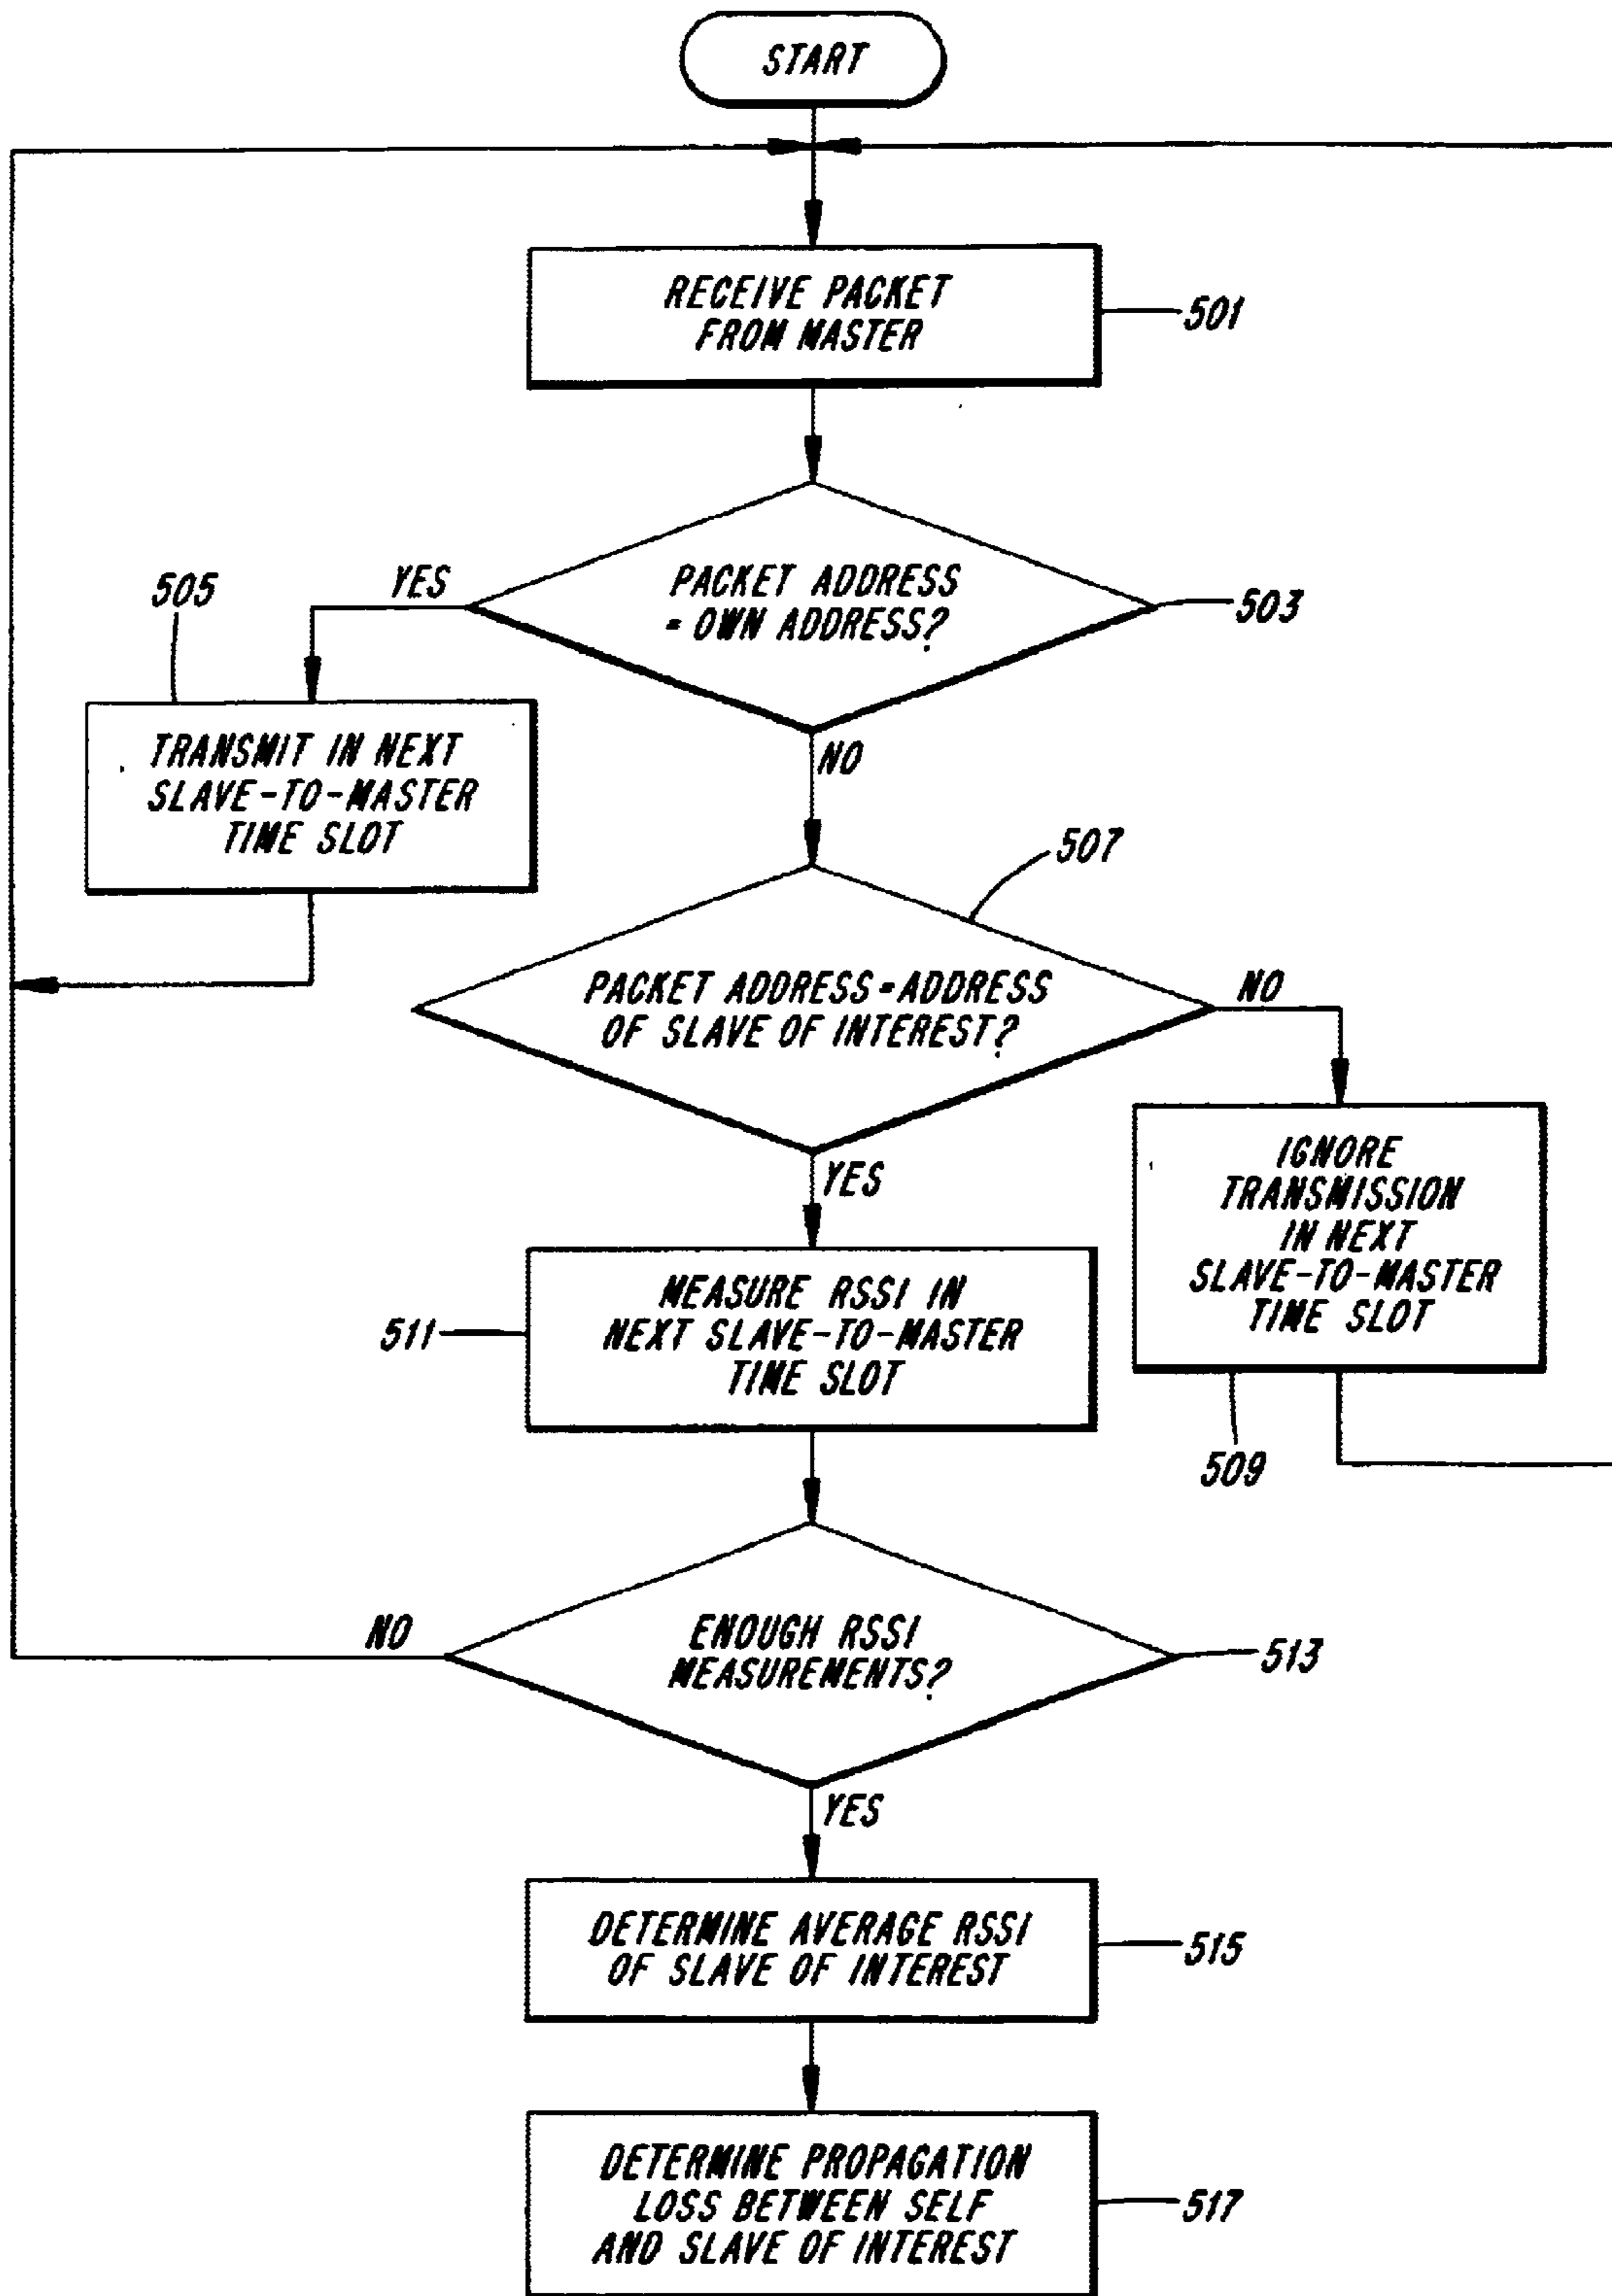 START
RECEIVE PACKET
FROM MASTER
501
PACKET ADDRESS
= OWN ADDRESS?
503
YES
505
TRANSMIT IN NEXT
SLAVE-TO-MASTER
TIME SLOT
NO
507
PACKET ADDRESS = ADDRESS
OF SLAVE OF INTEREST?
NO
IGNORE
TRANSMISSION
IN NEXT
SLAVE-TO-MASTER
TIME SLOT
509
YES
MEASURE RSSI IN
NEXT SLAVE-TO-MASTER
TIME SLOT
511
NO
ENOUGH RSSI
MEASUREMENTS?
513
YES
DETERMINE AVERAGE RSSI
OF SLAVE OF INTEREST
515
DETERMINE PROPAGATION
LOSS BETWEEN SELF
AND SLAVE OF INTEREST
517